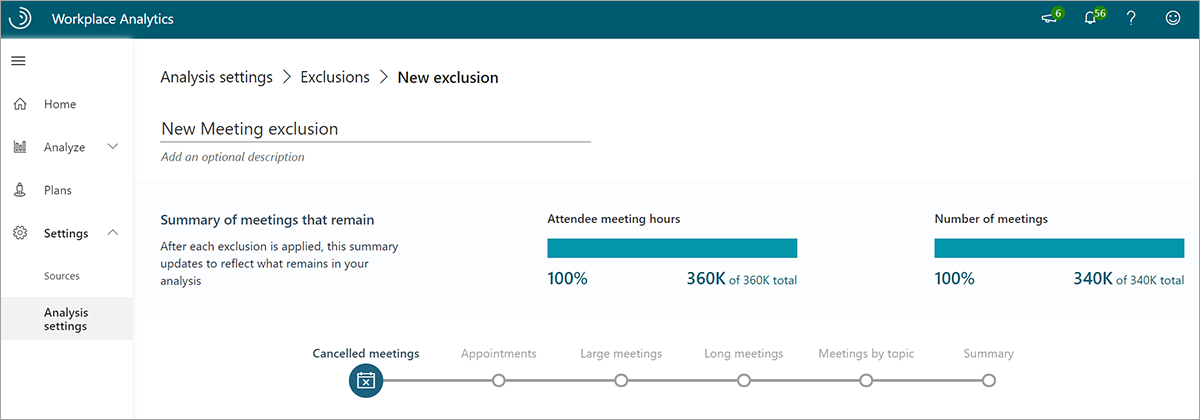 Workplace Analytics
6
56
?
Home
Analyze
Plans
Settings
Sources
Analysis
settings
Analysis settings > Exclusions > New exclusion
New Meeting exclusion
Add an optional description
Summary of meetings that remain
After each exclusion is applied, this summary
updates to reflect what remains in your
analysis
Attendee meeting hours
100% 360K of 360K total
Number of meetings
100% 340K of 340K total
Cancelled meetings Appointments Large meetings Long meetings Meetings by topic Summary